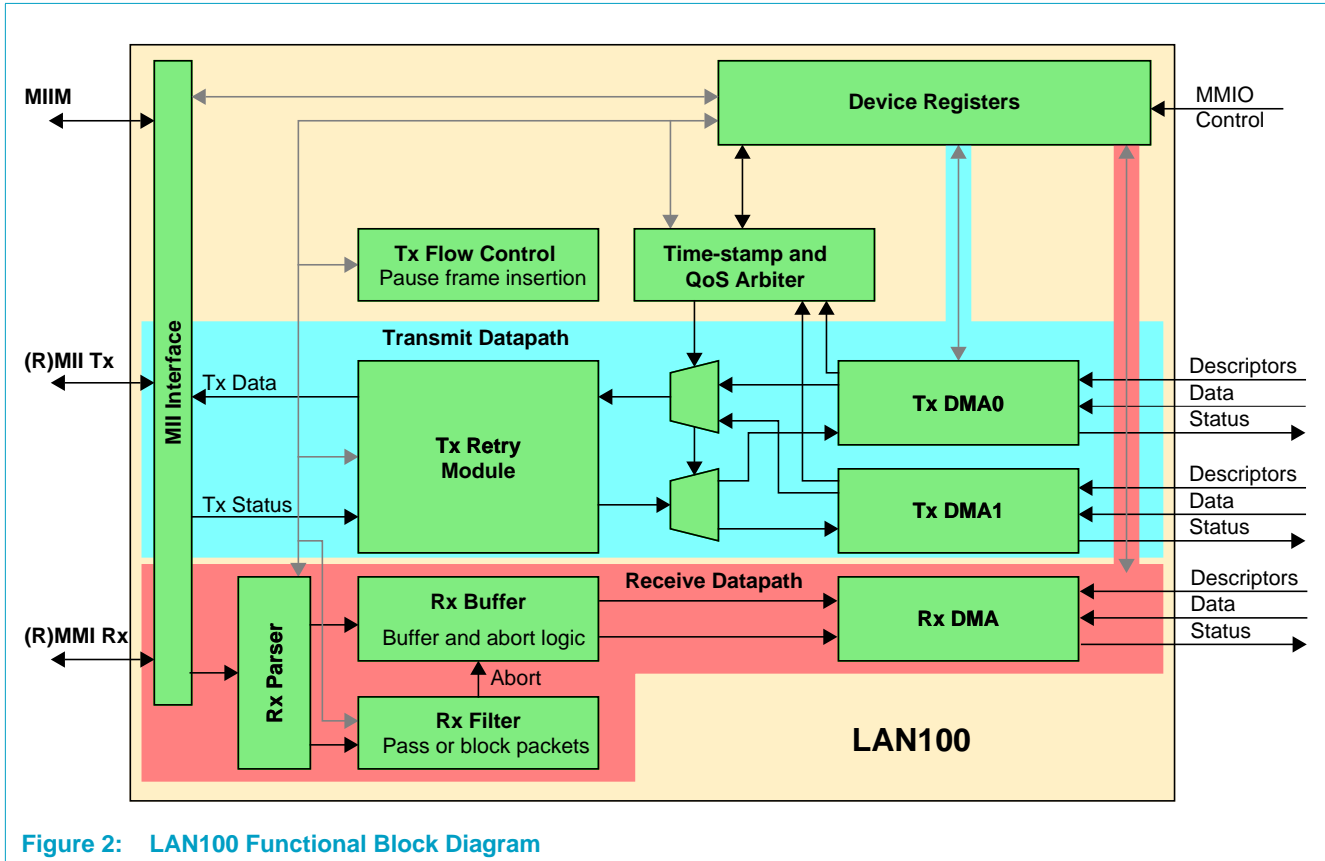 MIIM
Device Registers
MMIO
Control
Tx Flow Control
Pause frame insertion
Time-stamp and
QoS Arbiter
MII Interface
Transmit Datapath
(R)MII Tx
Tx Data
Tx Retry
Module
Tx Status
Tx DMA0
Descriptors
Data
Status
Tx DMA1
Descriptors
Data
Status
Receive Datapath
(R)MMI Rx
Rx Parser
Rx Buffer
Buffer and abort logic
Abort
Rx Filter
Pass or block packets
Rx DMA
Descriptors
Data
Status
LAN100
Figure 2: LAN100 Functional Block Diagram